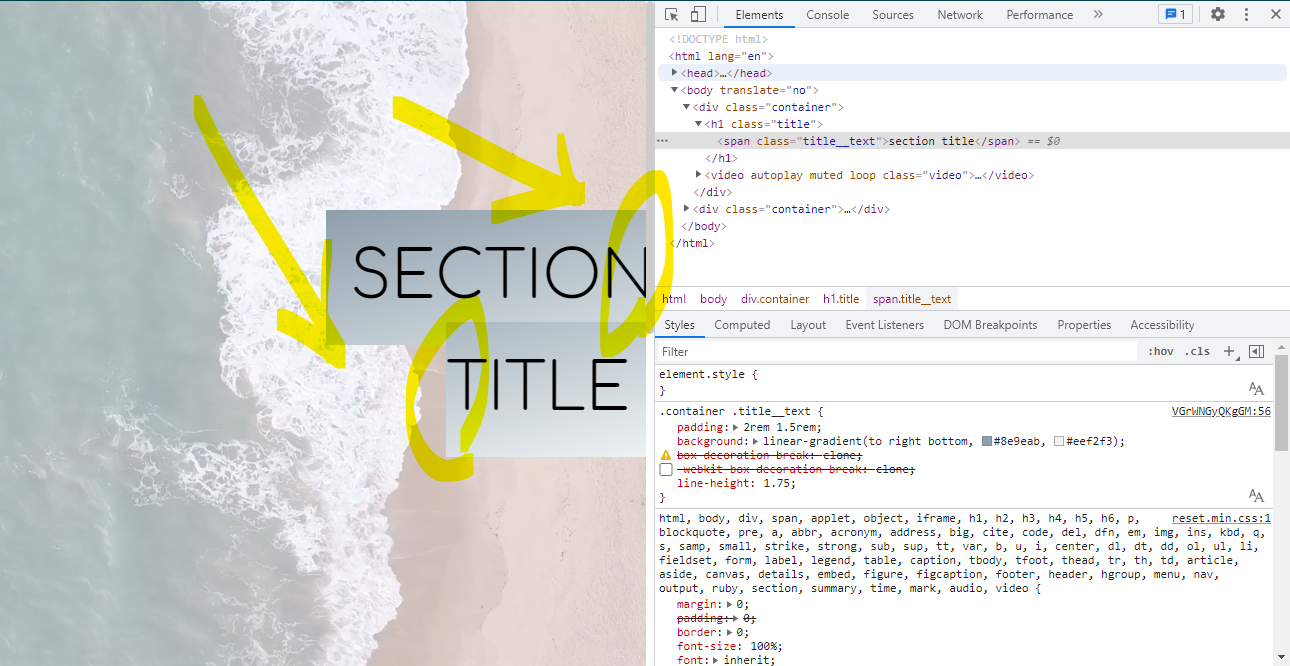 SECTION
TITLE
Elements Console Sources Network Performance » 1
<!DOCTYPE html>
<html lang="en">
<head>…</head>
<body translate="no">
<div class="container">
<h1 class="title">
<span class="title__text">section title</span> == $0
</h1>
<video autoplay muted loop class="video">…</video>
</div>
<div class="container">…</div>
</body>
</html>
html body div.container h1.title span.title__text
Styles Computed Layout Event Listeners DOM Breakpoints Properties Accessibility
Filter :hov .cls +
element.style {
}
.container .title__text { VGrWNGyQKgGM:56
padding: 2rem 1.5rem;
background: linear-gradient(to right bottom, #8e9eab, #eef2f3);
box-decoration-break: clone;
-webkit-box-decoration-break: clone;
line-height: 1.75;
}
html, body, div, span, applet, object, iframe, h1, h2, h3, h4, h5, h6, p, reset.min.css:1
blockquote, pre, a, abbr, acronym, address, big, cite, code, del, dfn, em, img, ins, kbd, q,
s, samp, small, strike, strong, sub, sup, tt, var, b, u, i, center, dl, dt, dd, ol, ul, li,
fieldset, form, label, legend, table, caption, tbody, tfoot, thead, tr, th, td, article,
aside, canvas, details, embed, figure, figcaption, footer, header, hgroup, menu, nav,
output, ruby, section, summary, time, mark, audio, video {
margin: 0;
padding: 0;
border: 0;
font-size: 100%;
font: inherit;